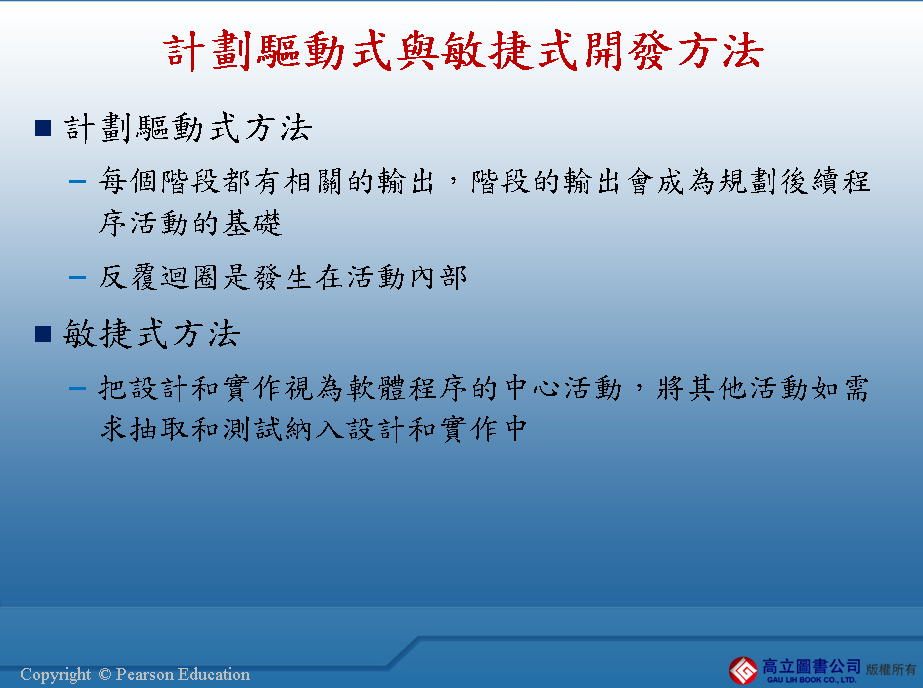 計劃驅動式與敏捷式開發方法
■ 計劃驅動式方法
– 每個階段都有相關的輸出，階段的輸出會成為規劃後續程
序活動的基礎
– 反覆迴圈是發生在活動內部
■ 敏捷式方法
– 把設計和實作視為軟體程序的中心活動，將其他活動如需
求抽取和測試納入設計和實作中
Copyright © Pearson Education
高立圖書公司 版權所有
GAU LIH BOOK CO., LTD.